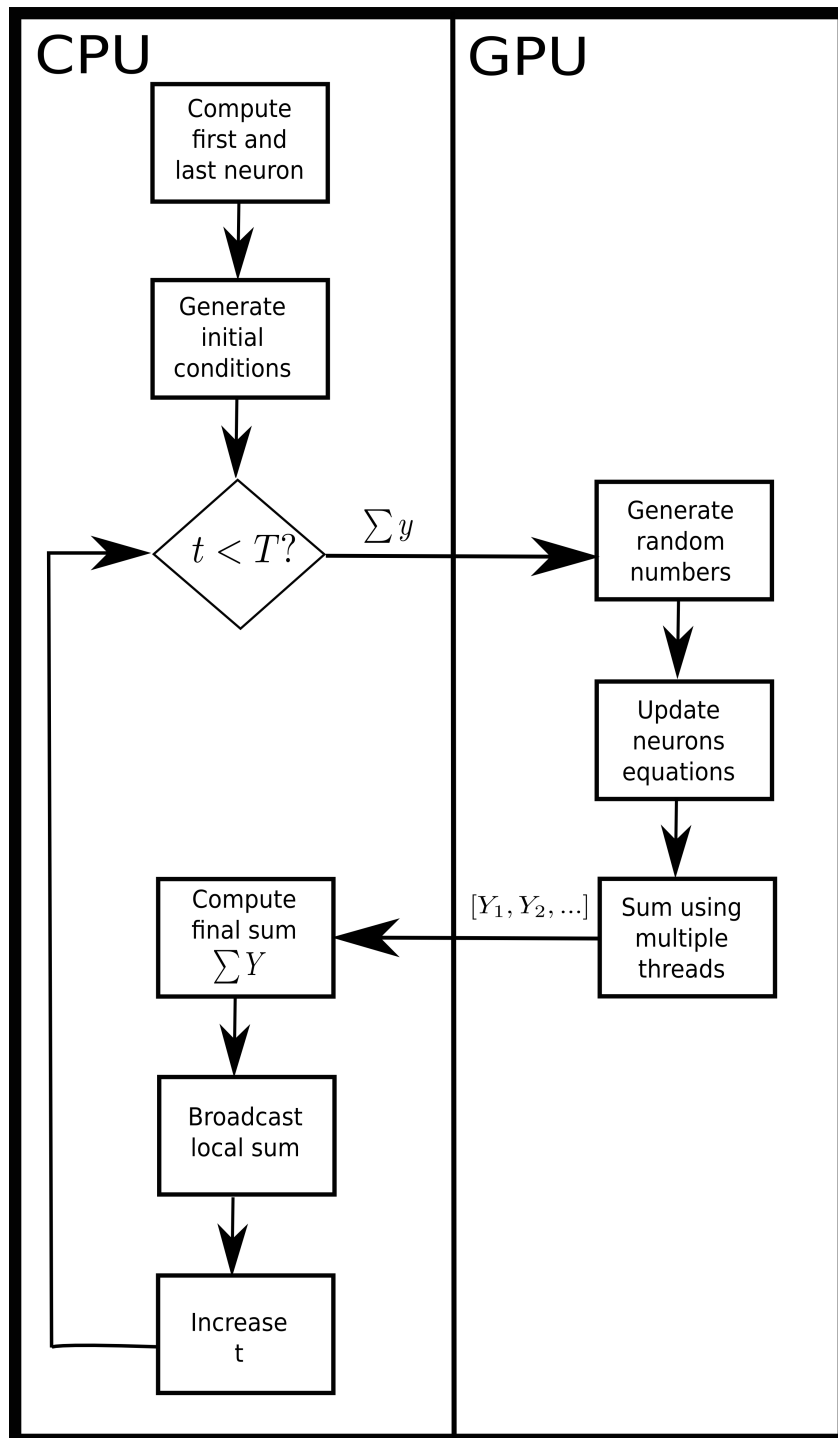 CPU
GPU
Compute
first and
last neuron
Generate
initial
conditions
t < T?
∑ y
Generate
random
numbers
Update
neurons
equations
Sum using
multiple
threads
[Y₁, Y₂, ...]
Compute
final sum
∑ Y
Broadcast
local sum
Increase
t